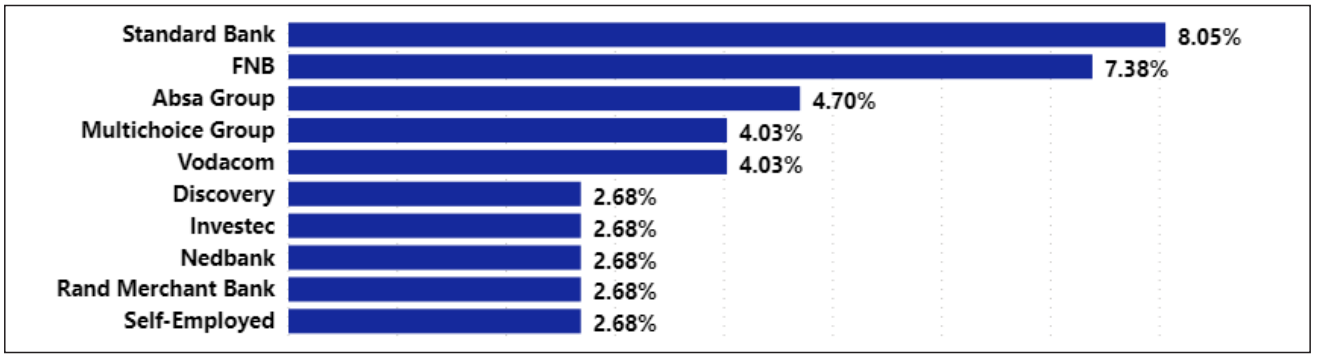 Standard Bank 8.05%
FNB 7.38%
Absa Group 4.70%
Multichoice Group 4.03%
Vodacom 4.03%
Discovery 2.68%
Investec 2.68%
Nedbank 2.68%
Rand Merchant Bank 2.68%
Self-Employed 2.68%